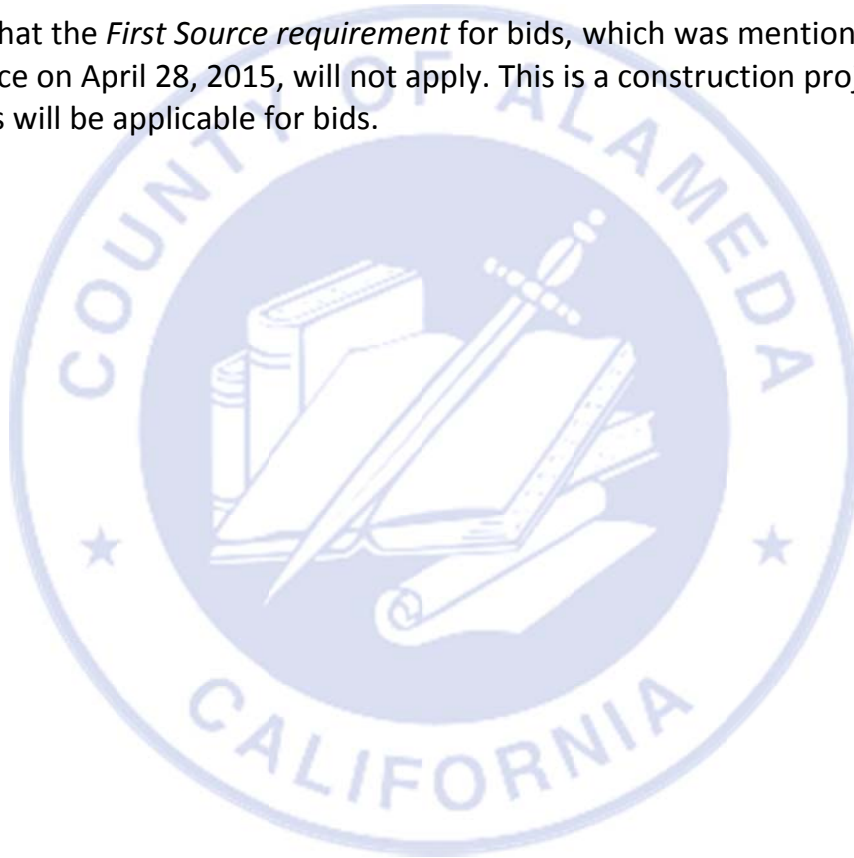 hat the First Source requirement for bids, which was mention
ce on April 28, 2015, will not apply. This is a construction proj
s will be applicable for bids.
COUNTY OF ALAMEDA
CALIFORNIA